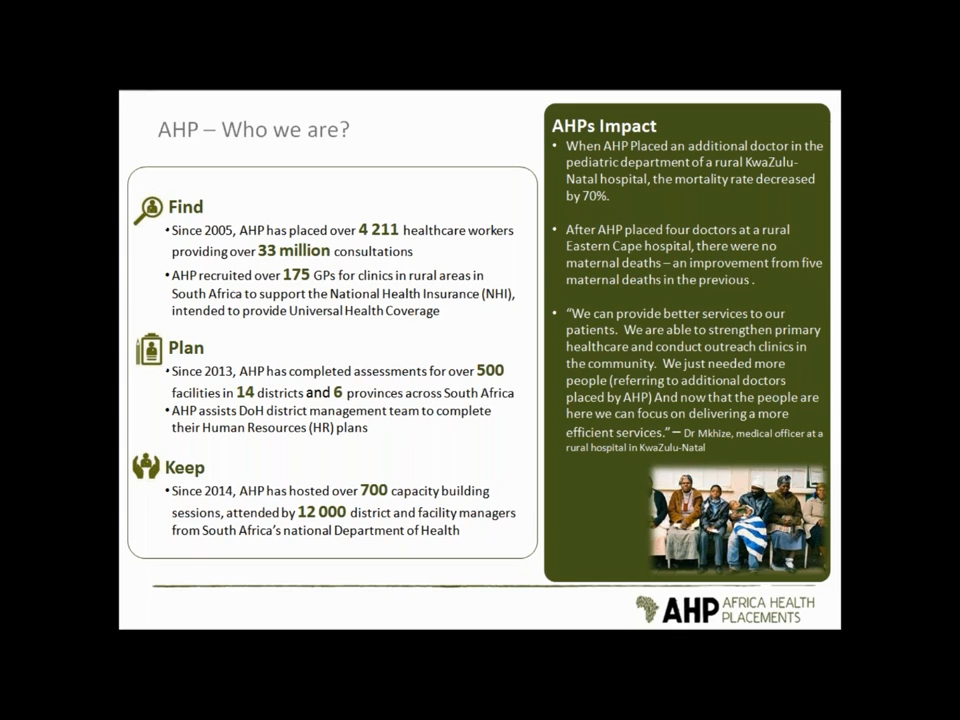 AHP – Who we are?
Find
•Since 2005, AHP has placed over 4 211 healthcare workers
providing over 33 million consultations
•AHP recruited over 175 GPs for clinics in rural areas in
South Africa to support the National Health Insurance (NHI),
intended to provide Universal Health Coverage
Plan
•Since 2013, AHP has completed assessments for over 500
facilities in 14 districts and 6 provinces across South Africa
•AHP assists DoH district management team to complete
their Human Resources (HR) plans
Keep
•Since 2014, AHP has hosted over 700 capacity building
sessions, attended by 12 000 district and facility managers
from South Africa’s national Department of Health
AHPs Impact
• When AHP Placed an additional doctor in the
pediatric department of a rural KwaZulu-
Natal hospital, the mortality rate decreased
by 70%.
• After AHP placed four doctors at a rural
Eastern Cape hospital, there were no
maternal deaths – an improvement from five
maternal deaths in the previous .
• “We can provide better services to our
patients. We are able to strengthen primary
healthcare and conduct outreach clinics in
the community. We just needed more
people (referring to additional doctors
placed by AHP) And now that the people are
here we can focus on delivering a more
efficient services.” – Dr Mkhize, medical officer at a
rural hospital in KwaZulu-Natal
AHP AFRICA HEALTH
PLACEMENTS